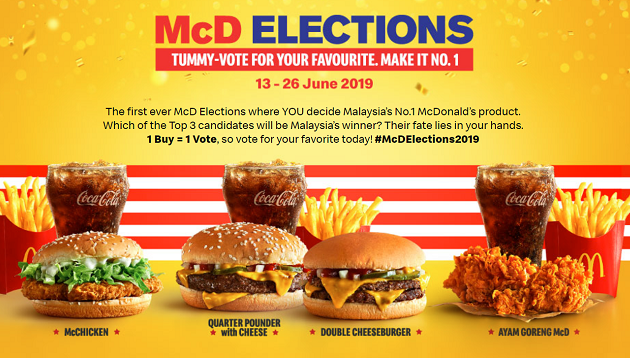 McD ELECTIONS
TUMMY-VOTE FOR YOUR FAVOURITE. MAKE IT NO. 1
13 - 26 June 2019
The first ever McD Elections where YOU decide Malaysia's No.1 McDonald's product.
Which of the Top 3 candidates will be Malaysia's winner? Their fate lies in your hands.
1 Buy = 1 Vote, so vote for your favorite today! #McDElections2019
Coca-Cola
Coca-Cola
Coca-Cola
McCHICKEN
QUARTER POUNDER
with CHEESE
DOUBLE CHEESEBURGER
AYAM GORENG McD